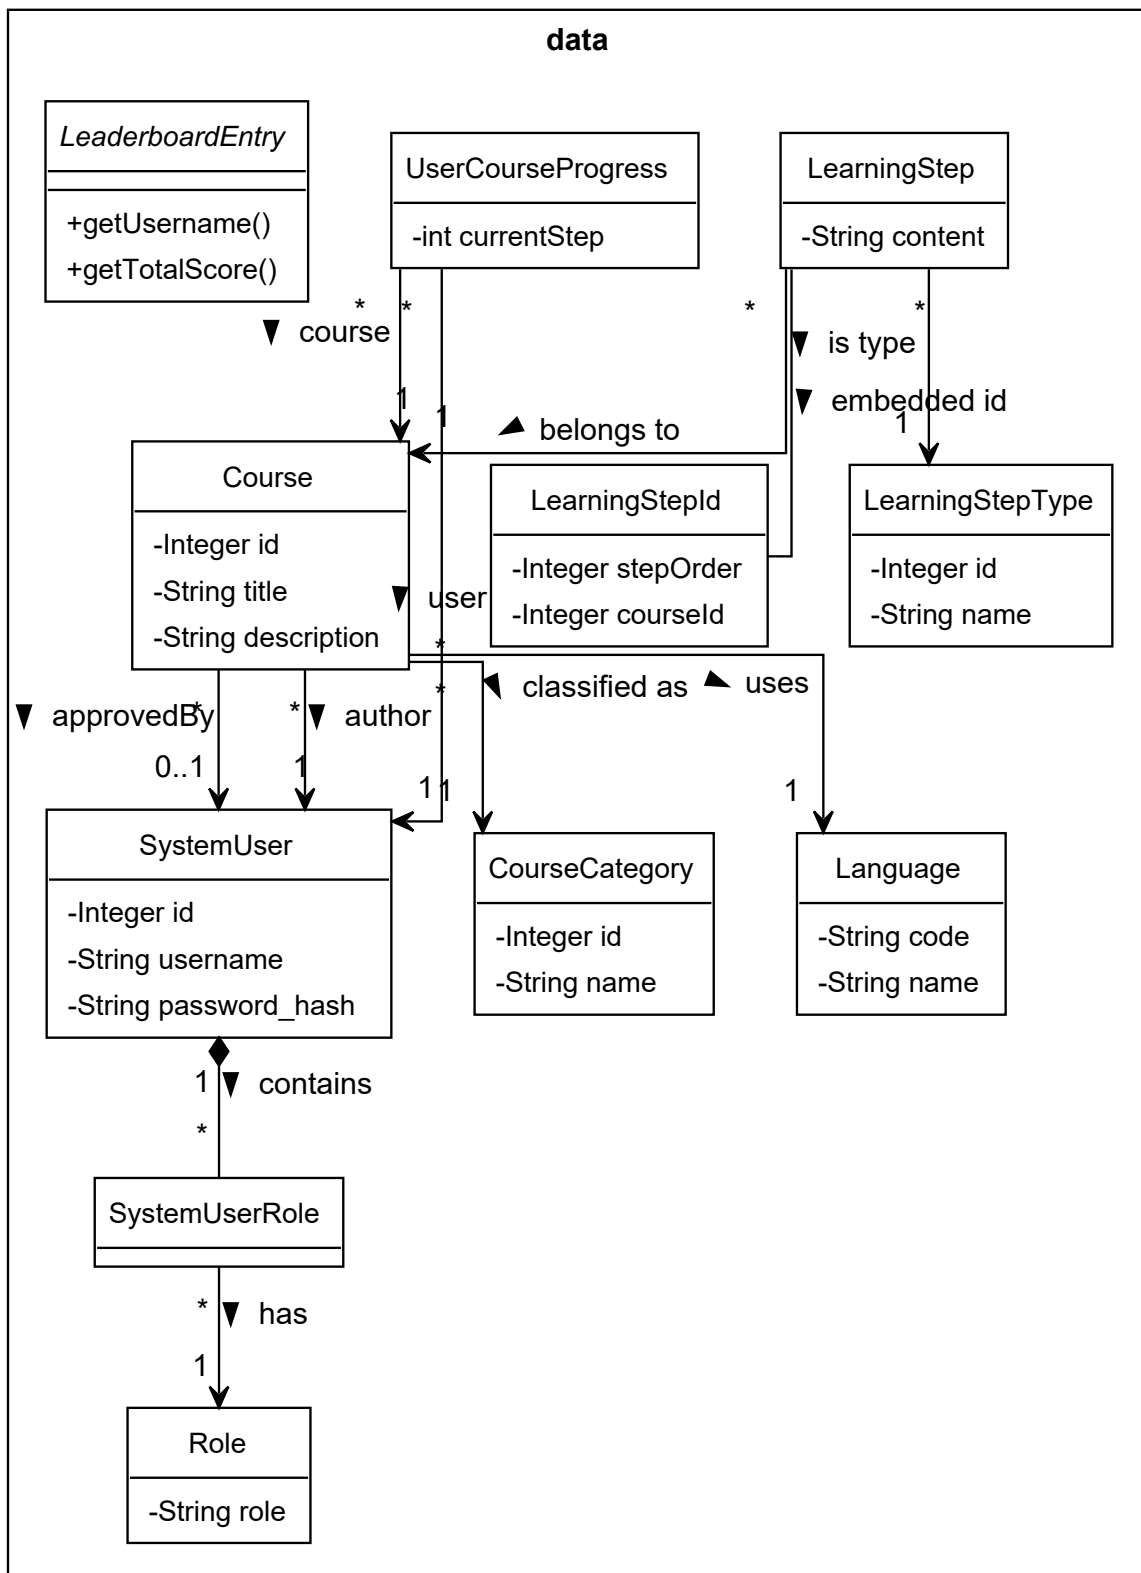 data
LeaderboardEntry
+getUsername()
+getTotalScore()
UserCourseProgress
-int currentStep
LearningStep
-String content
* * * *
course
is type
embedded id
1 1 1
belongs to
Course
-Integer id
-String title
-String description
LearningStepId
-Integer stepOrder
-Integer courseId
LearningStepType
-Integer id
-String name
user
*
*
classified as
uses
approvedBy
*
*
author
0..1
1
1
1
1
SystemUser
-Integer id
-String username
-String password_hash
CourseCategory
-Integer id
-String name
Language
-String code
-String name
1
contains
*
SystemUserRole
*
has
1
Role
-String role